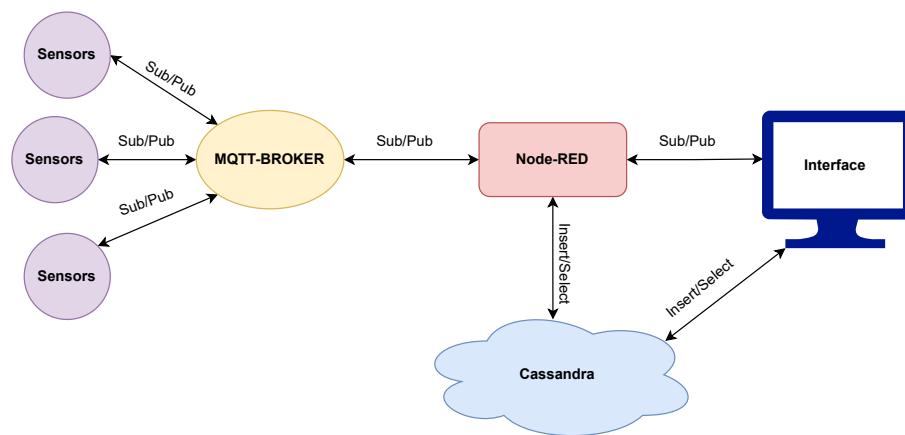 Sensors
Sub/Pub
Sensors
Sub/Pub
MQTT-BROKER
Sub/Pub
Node-RED
Sub/Pub
Interface
Sub/Pub
Sensors
Insert/Select
Insert/Select
Cassandra